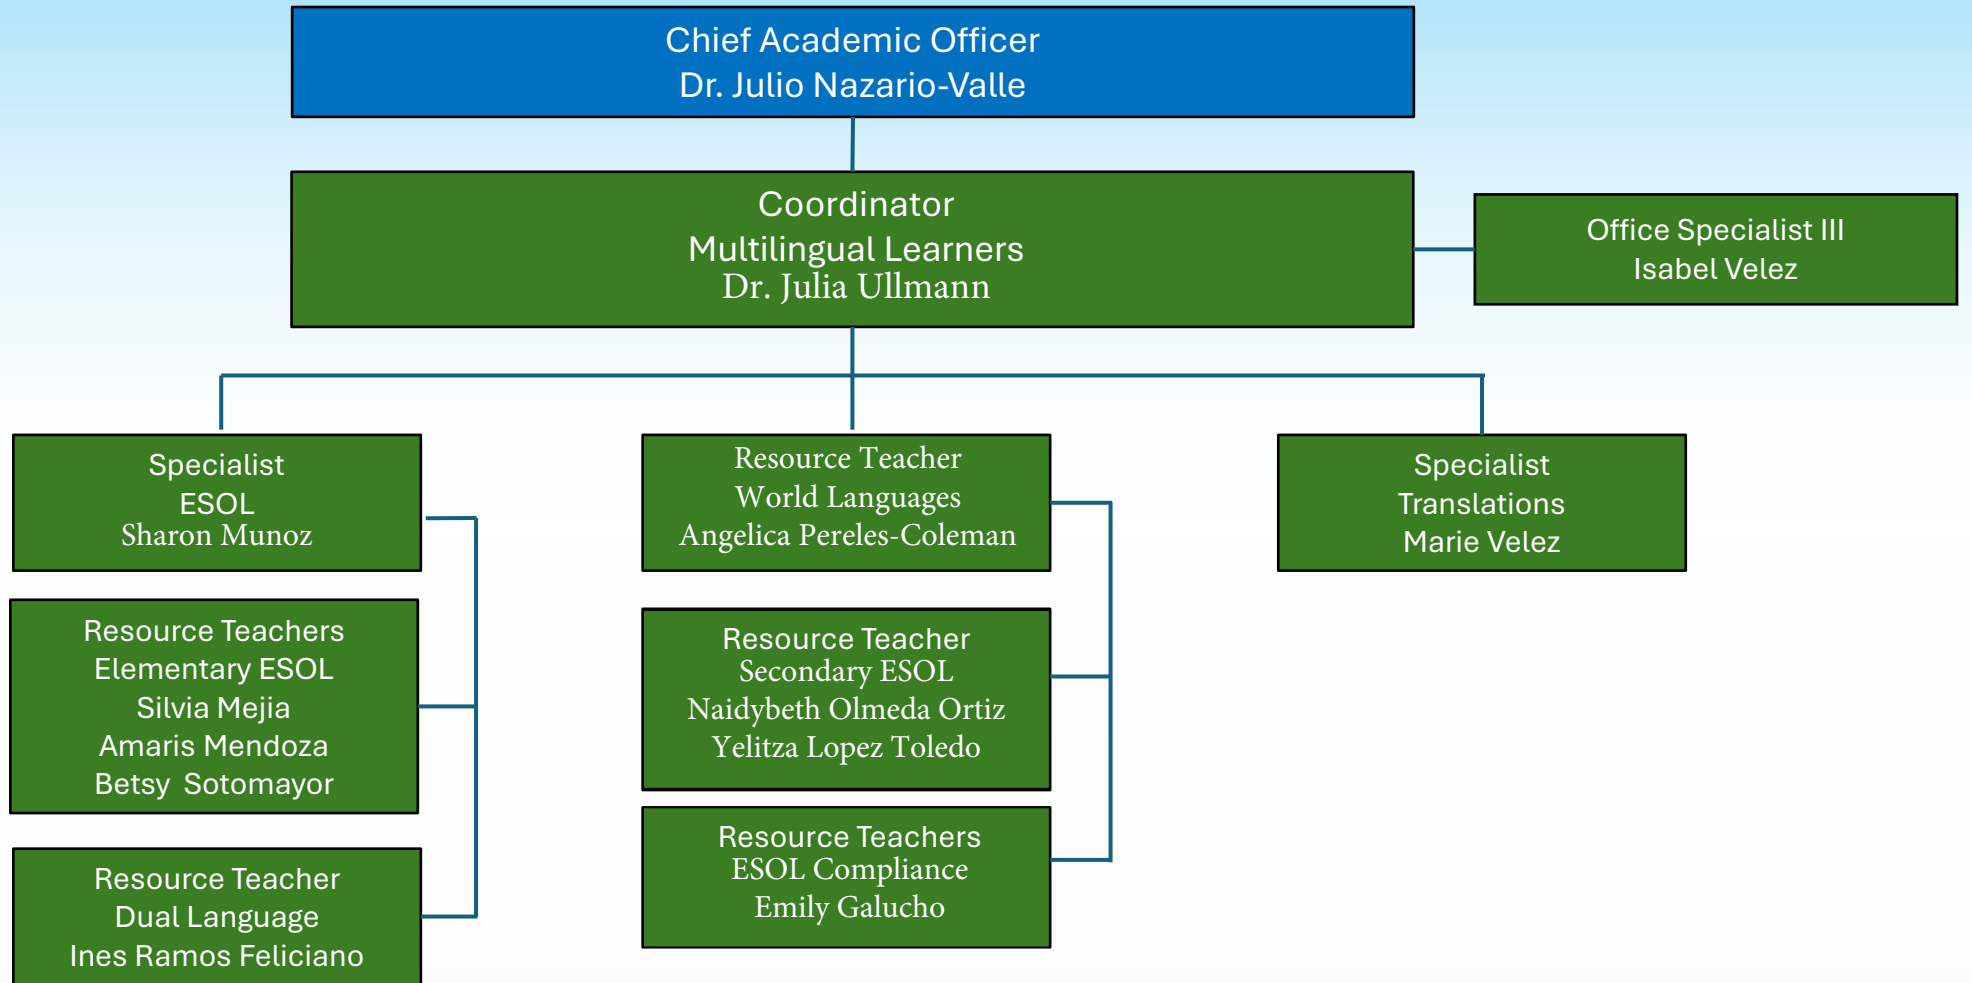 Chief Academic Officer
Dr. Julio Nazario-Valle
Coordinator
Multilingual Learners
Dr. Julia Ullmann
Office Specialist III
Isabel Velez
Specialist
ESOL
Sharon Munoz
Resource Teacher
World Languages
Angelica Pereles-Coleman
Specialist
Translations
Marie Velez
Resource Teachers
Elementary ESOL
Silvia Mejia
Amaris Mendoza
Betsy  Sotomayor
Resource Teacher
Secondary ESOL
Naidybeth Olmeda Ortiz
Yelitza Lopez Toledo
Resource Teacher
Dual Language
Ines Ramos Feliciano
Resource Teachers
ESOL Compliance
Emily Galucho